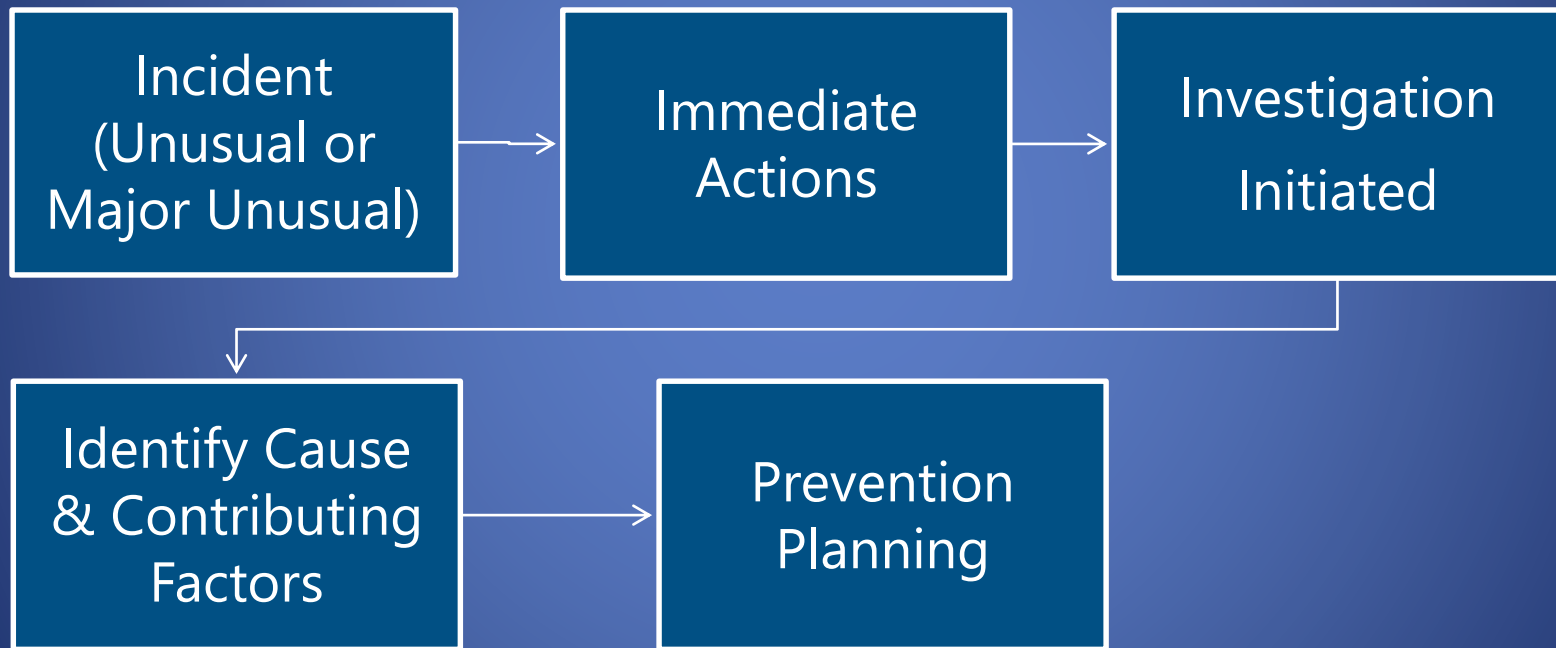 Incident
(Unusual or
Major Unusual)
Immediate
Actions
Investigation
Initiated
Identify Cause
& Contributing
Factors
Prevention
Planning